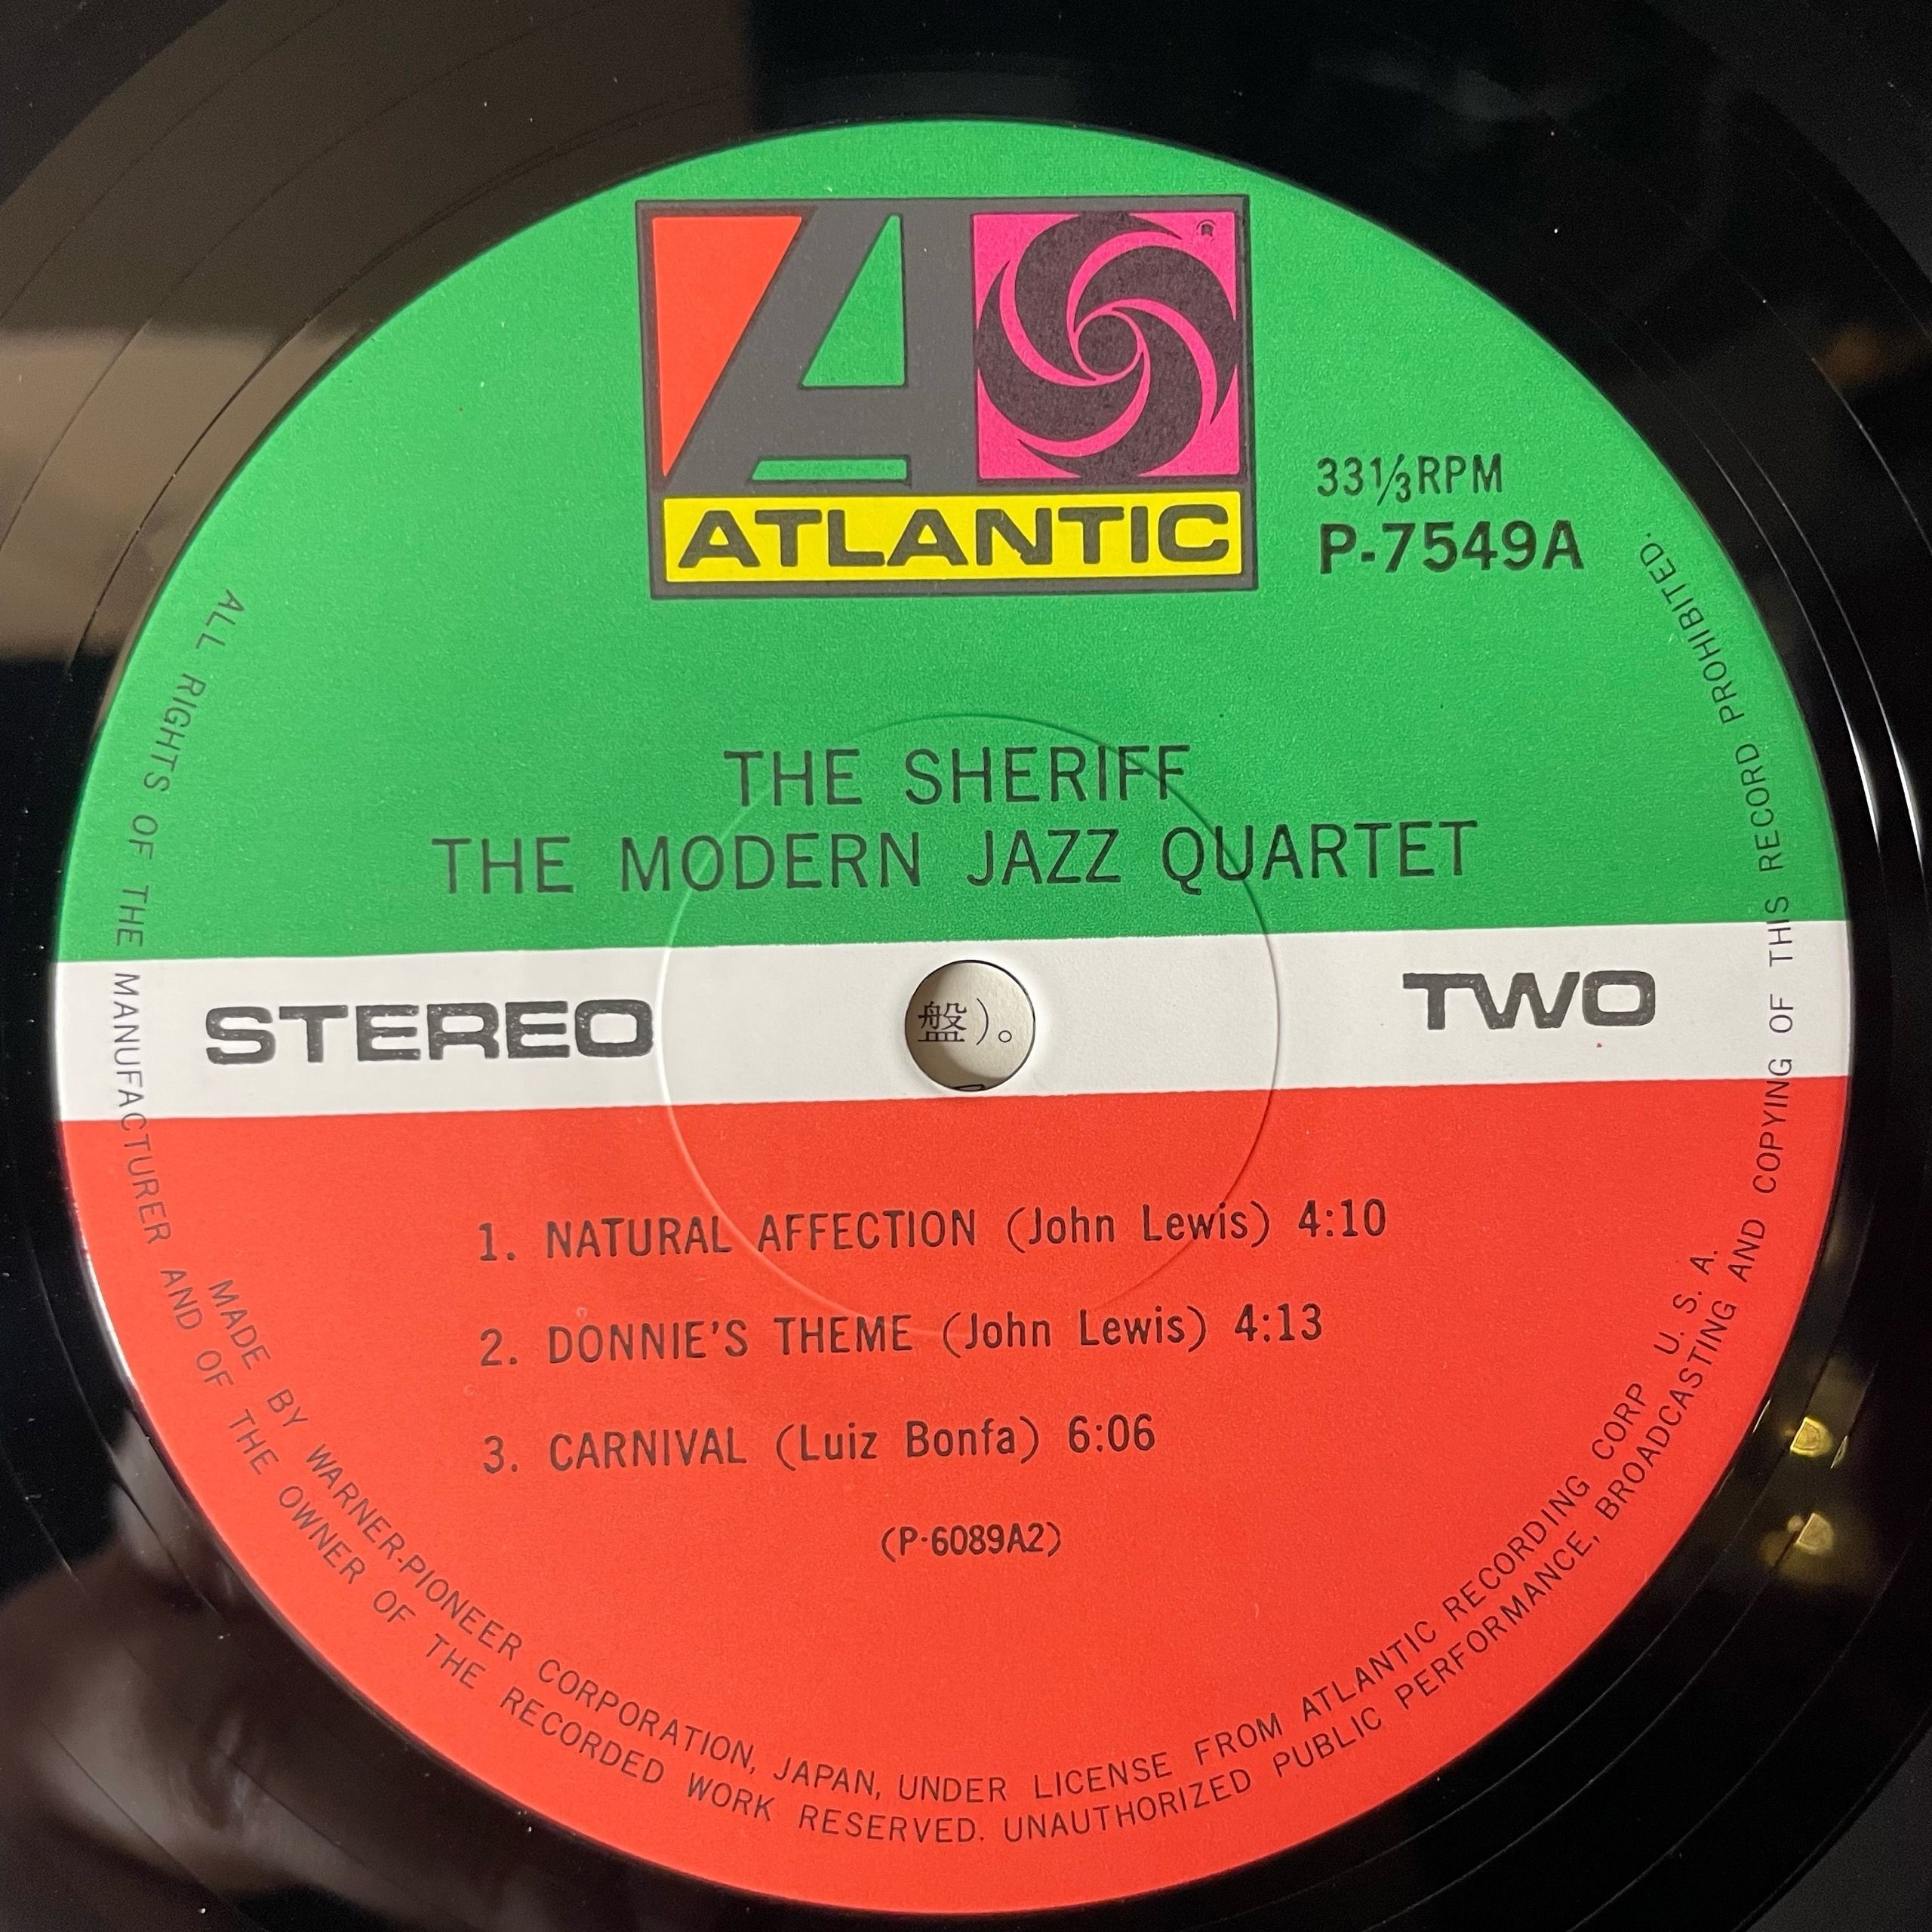 ATLANTIC
33⅓RPM
P-7549A
THE SHERIFF
THE MODERN JAZZ QUARTET
STEREO
盤)。
TWO
1. NATURAL AFFECTION (John Lewis) 4:10
2. DONNIE'S THEME (John Lewis) 4:13
3. CARNIVAL (Luiz Bonfa) 6:06
(P-6089A2)
MADE BY WARNER-PIONEER CORPORATION, JAPAN, UNDER LICENSE FROM ATLANTIC RECORDING CORP U. S. A.
ALL RIGHTS OF THE MANUFACTURER AND OF THE OWNER OF THE RECORDED WORK RESERVED. UNAUTHORIZED PUBLIC PERFORMANCE, BROADCASTING AND COPYING OF THIS RECORD PROHIBITED.